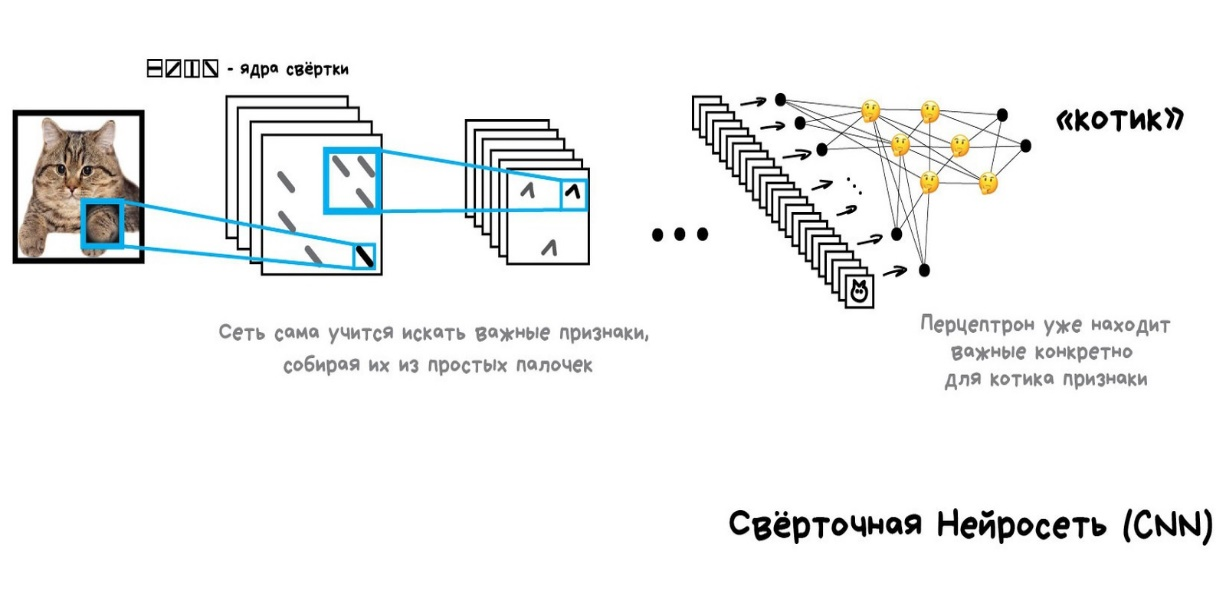 - ядра свёртки
«котик»
Сеть сама учится искать важные признаки,
собирая их из простых палочек
Перцептрон уже находит
важные конкретно
для котика признаки
Свёрточная Нейросеть (CNN)